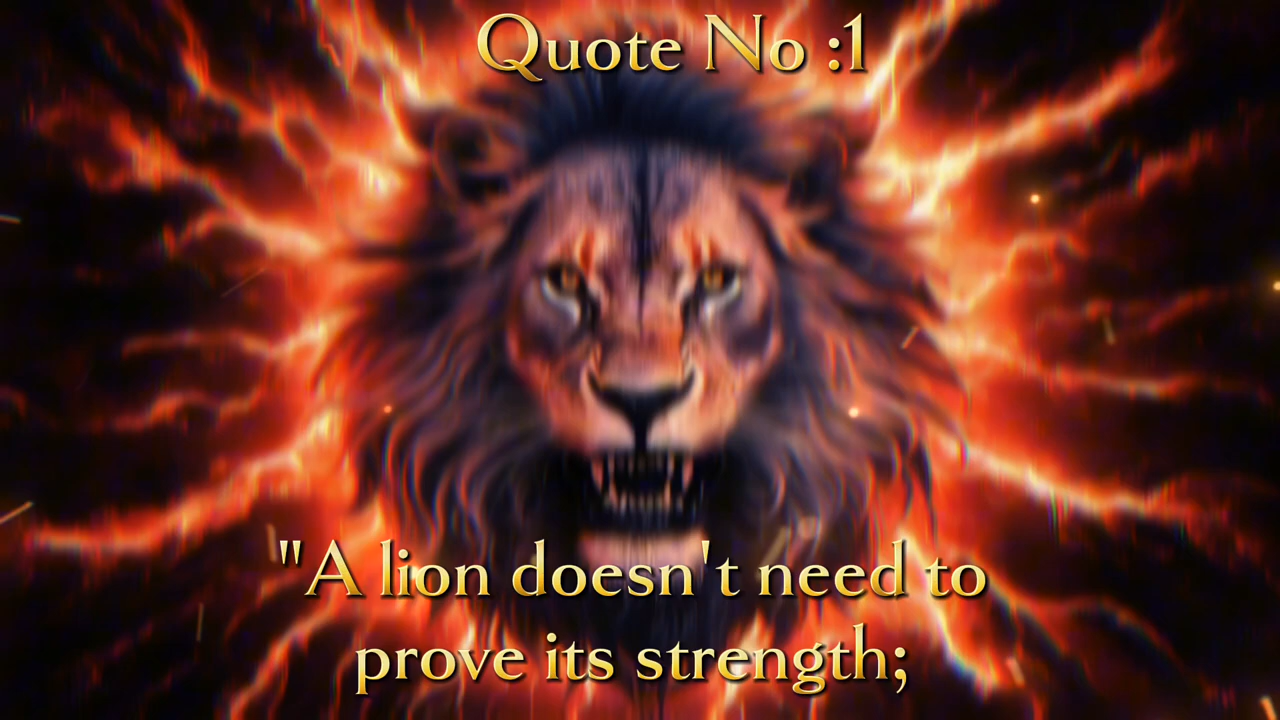 Quote No :1
"A lion doesn't need to
prove its strength;